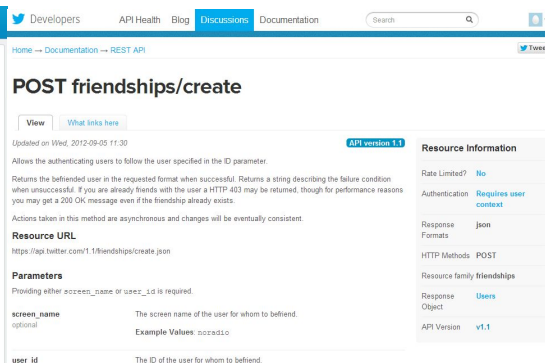 Developers API Health Blog Discussions Documentation Search
Home → Documentation → REST API
POST friendships/create
View What links here
Updated on Wed, 2012-09-05 11:30 API version 1.1
Allows the authenticating users to follow the user specified in the ID parameter.
Returns the befriended user in the requested format when successful. Returns a string describing the failure condition
when unsuccessful. If you are already friends with the user a HTTP 403 may be returned, though for performance reasons
you may get a 200 OK message even if the friendship already exists.
Actions taken in this method are asynchronous and changes will be eventually consistent.
Resource URL
https://api.twitter.com/1.1/friendships/create.json
Parameters
Providing either screen_name or user_id is required.
screen_name The screen name of the user for whom to befriend.
optional
Example Values: noradio
user_id The ID of the user for whom to befriend.
Resource Information
Rate Limited? No
Authentication Requires user
context
Response json
Formats
HTTP Methods POST
Resource family friendships
Response Users
Object
API Version v1.1